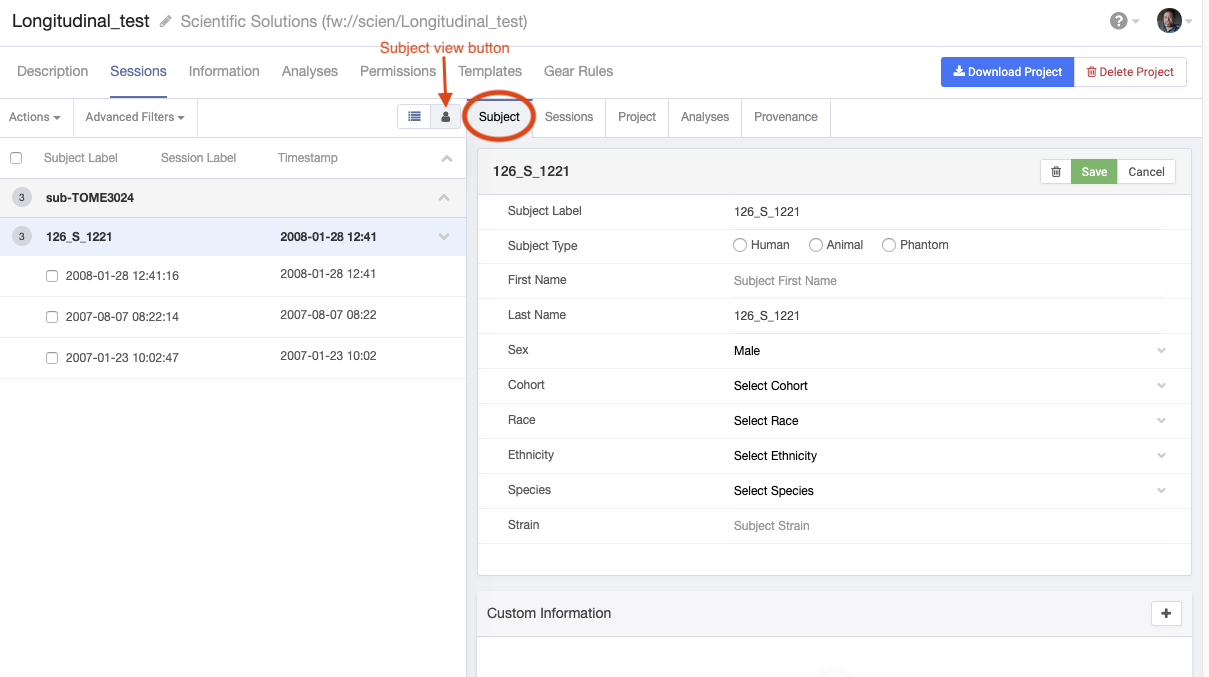 Longitudinal_test Scientific Solutions (fw://scien/Longitudinal_test) ?
Subject view button
Description Sessions Information Analyses Permissions Templates Gear Rules Download Project Delete Project
Actions Advanced Filters Subject Sessions Project Analyses Provenance
Subject Label Session Label Timestamp
3 sub-TOME3024
3 126_S_1221 2008-01-28 12:41
2008-01-28 12:41:16 2008-01-28 12:41
2007-08-07 08:22:14 2007-08-07 08:22
2007-01-23 10:02:47 2007-01-23 10:02
126_S_1221 Save Cancel
Subject Label 126_S_1221
Subject Type Human Animal Phantom
First Name Subject First Name
Last Name 126_S_1221
Sex Male
Cohort Select Cohort
Race Select Race
Ethnicity Select Ethnicity
Species Select Species
Strain Subject Strain
Custom Information +